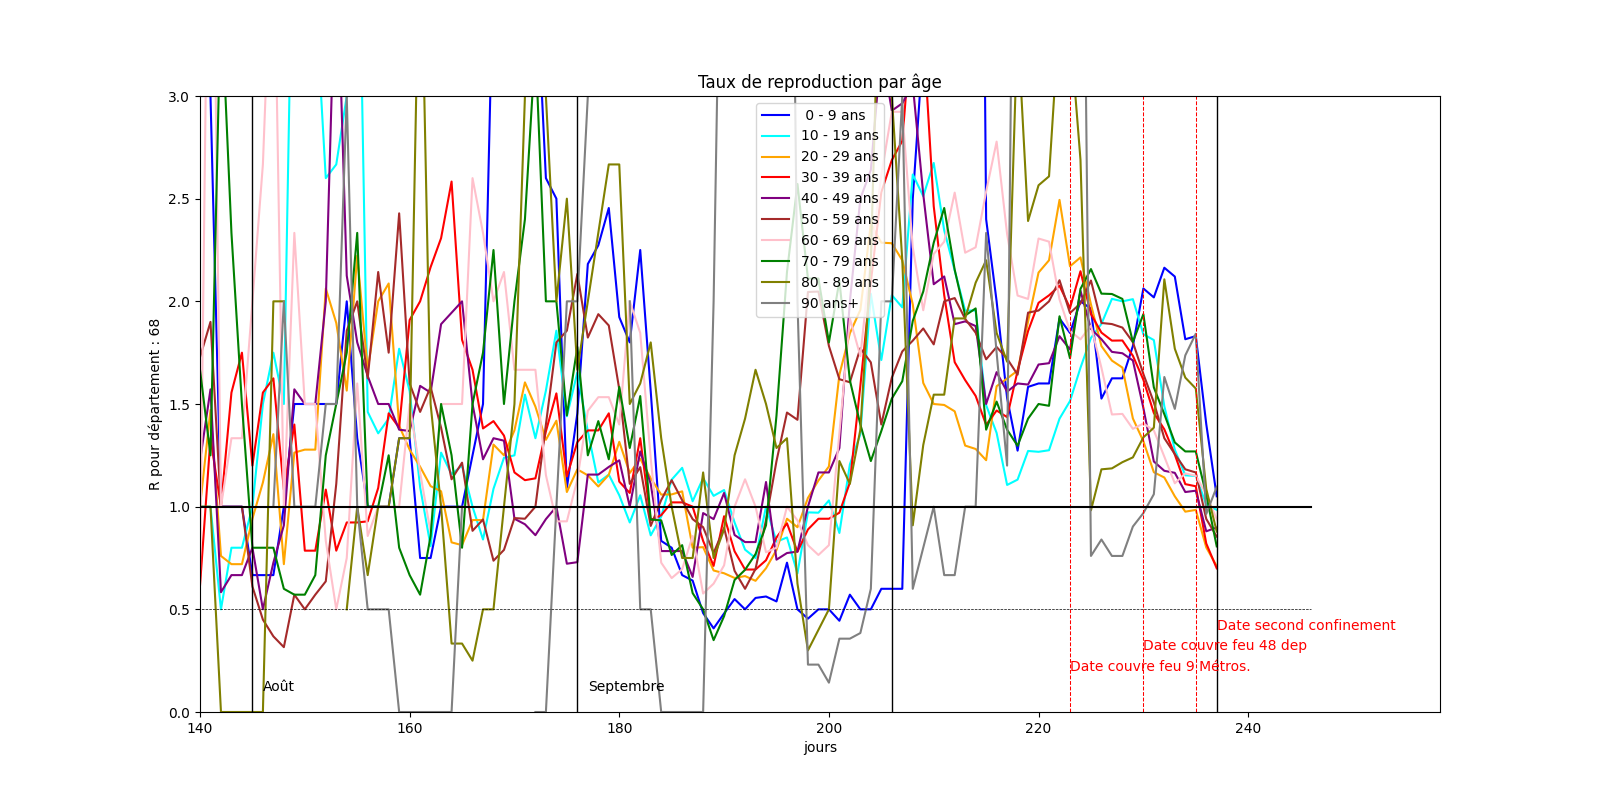 Taux de reproduction par âge
R pour département : 68
3.0
2.5
2.0
1.5
1.0
0.5
0.0
0 - 9 ans
10 - 19 ans
20 - 29 ans
30 - 39 ans
40 - 49 ans
50 - 59 ans
60 - 69 ans
70 - 79 ans
80 - 89 ans
90 ans+
Date second confinement
Date couvre feu 48 dep
Date couvre feu 9 Métros.
Août
Septembre
140
160
180
200
220
240
jours